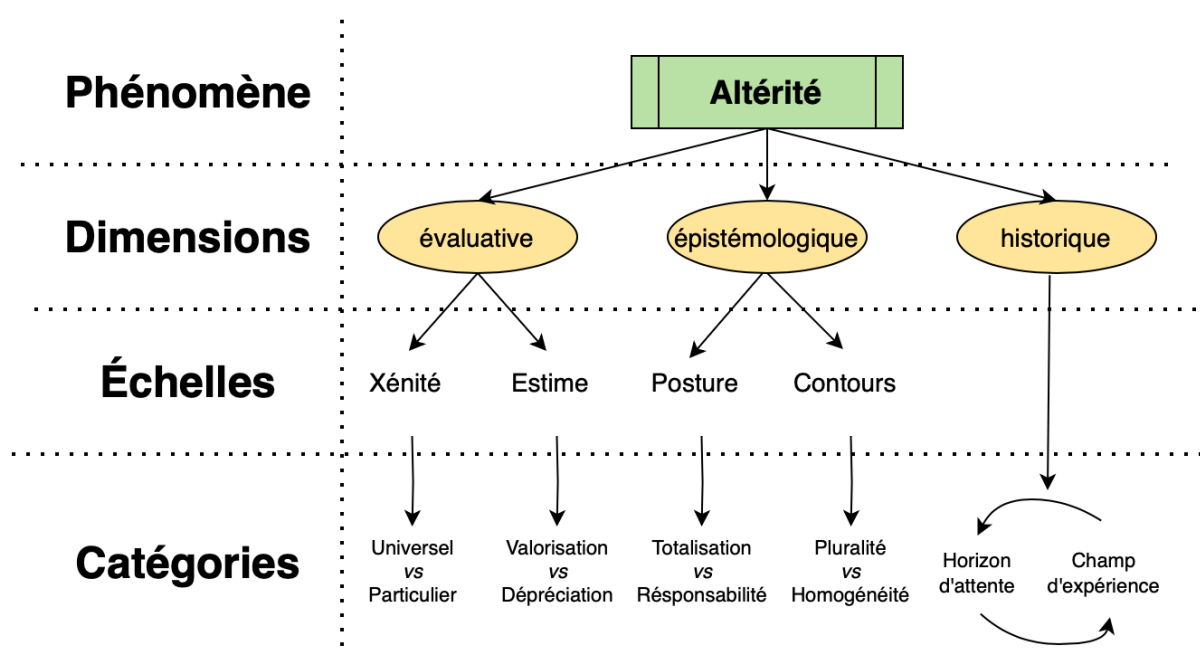 Phénomène
Altérité
Dimensions
évaluative
épistémologique
historique
Échelles
Xénité
Estime
Posture
Contours
Catégories
Universel
vs
Particulier
Valorisation
vs
Dépréciation
Totalisation
vs
Résponsabilité
Pluralité
vs
Homogénéité
Horizon
d'attente
Champ
d'expérience